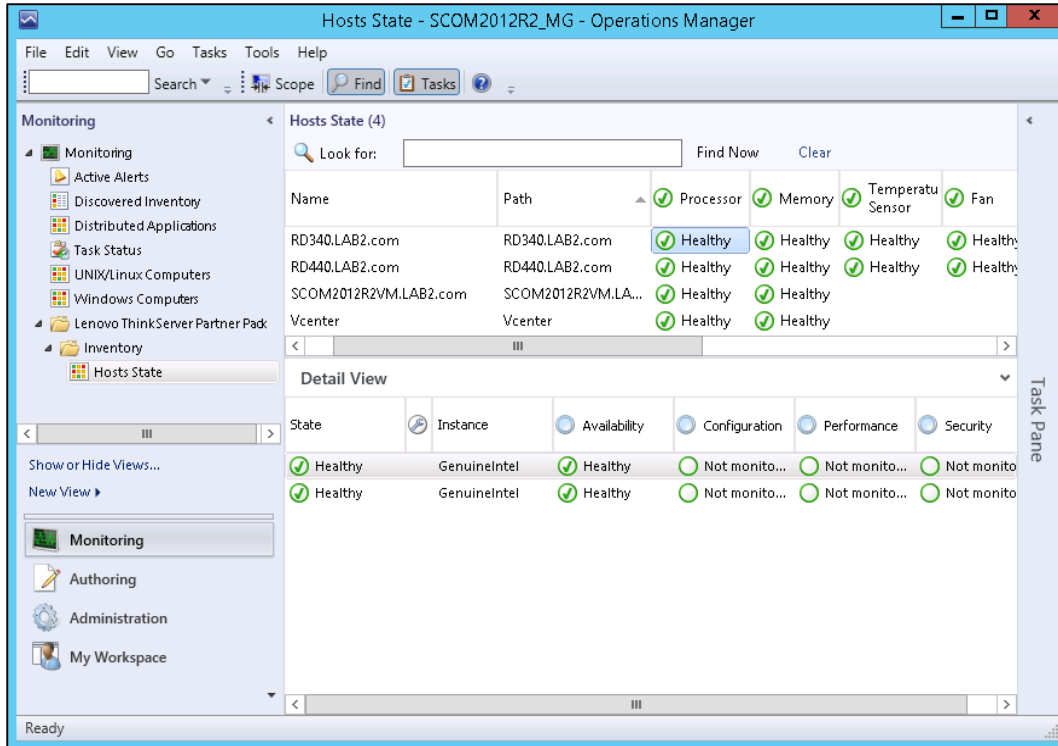 Hosts State - SCOM2012R2_MG - Operations Manager
File Edit View Go Tasks Tools Help
Search Scope Find Tasks
Monitoring
Monitoring
Active Alerts
Discovered Inventory
Distributed Applications
Task Status
UNIX/Linux Computers
Windows Computers
Lenovo ThinkServer Partner Pack
Inventory
Hosts State
Show or Hide Views...
New View
Monitoring
Authoring
Administration
My Workspace
Hosts State (4)
Look for: Find Now Clear
Name Path Processor Memory Temperatu Sensor Fan
RD340.LAB2.com RD340.LAB2.com Healthy Healthy Healthy Healthy
RD440.LAB2.com RD440.LAB2.com Healthy Healthy Healthy Healthy
SCOM2012R2VM.LAB2.com SCOM2012R2VM.LA... Healthy Healthy
Vcenter Vcenter Healthy Healthy
Detail View
State Instance Availability Configuration Performance Security
Healthy GenuineIntel Healthy Not monito... Not monito... Not monito
Healthy GenuineIntel Healthy Not monito... Not monito... Not monito
Task Pane
Ready